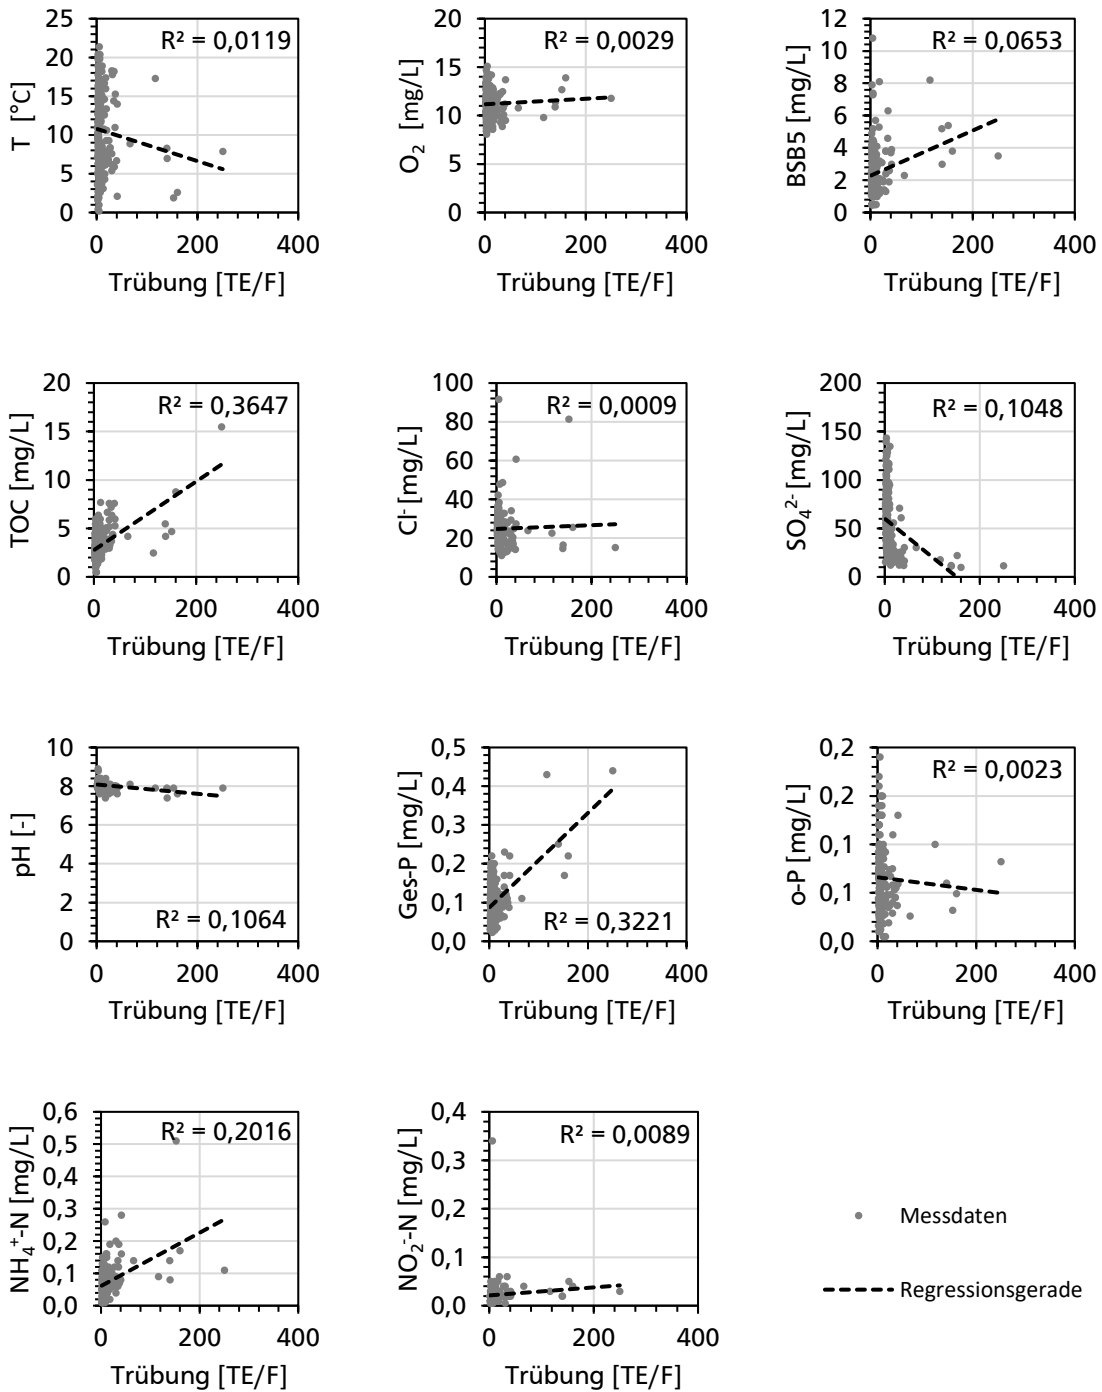 R² = 0,0119
T [°C]
25
20
15
10
5
0
0 200 400
Trübung [TE/F]
R² = 0,0029
O₂ [mg/L]
20
15
10
5
0
0 200 400
Trübung [TE/F]
R² = 0,0653
BSB5 [mg/L]
12
10
8
6
4
2
0
0 200 400
Trübung [TE/F]
R² = 0,3647
TOC [mg/L]
20
15
10
5
0
0 200 400
Trübung [TE/F]
R² = 0,0009
Cl⁻ [mg/L]
100
80
60
40
20
0
0 200 400
Trübung [TE/F]
R² = 0,1048
SO₄²⁻ [mg/L]
200
150
100
50
0
0 200 400
Trübung [TE/F]
R² = 0,1064
pH [-]
10
8
6
4
2
0
0 200 400
Trübung [TE/F]
R² = 0,3221
Ges-P [mg/L]
0,5
0,4
0,3
0,2
0,1
0,0
0 200 400
Trübung [TE/F]
R² = 0,0023
o-P [mg/L]
0,2
0,2
0,1
0,1
0,0
0 200 400
Trübung [TE/F]
R² = 0,2016
NH₄⁺-N [mg/L]
0,6
0,5
0,4
0,3
0,2
0,1
0,0
0 200 400
Trübung [TE/F]
R² = 0,0089
NO₂⁻-N [mg/L]
0,4
0,3
0,2
0,1
0,0
0 200 400
Trübung [TE/F]
Messdaten
Regressionsgerade